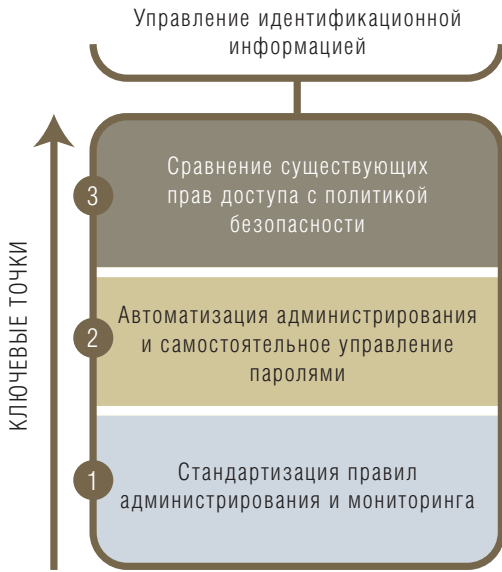 Управление идентификационной
информацией
КЛЮЧЕВЫЕ ТОЧКИ
3
Сравнение существующих
прав доступа с политикой
безопасности
2
Автоматизация администрирования
и самостоятельное управление
паролями
1
Стандартизация правил
администрирования и мониторинга